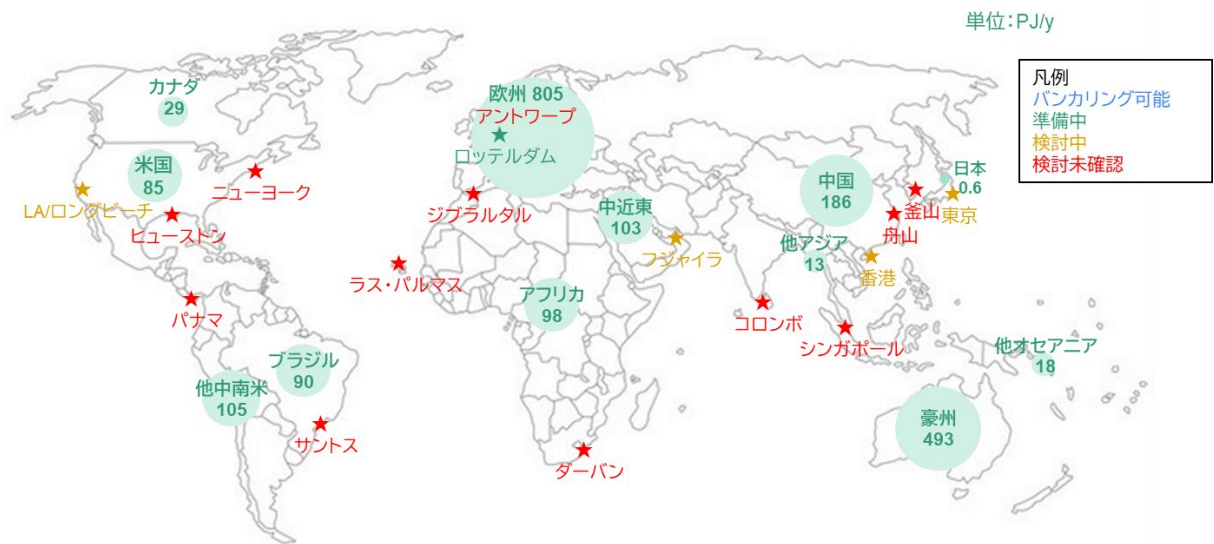 単位：PJ/y
凡例
バンカリング可能
準備中
検討中
検討未確認
カナダ
29
欧州 805
アントワープ
ロッテルダム
米国
85
ニューヨーク
LA/ロングビーチ
ヒューストン
ジブラルタル
中近東
103
フジャイラ
中国
186
日本
0.6
釜山
東京
舟山
他アジア
13
香港
ラス・パルマス
アフリカ
98
パナマ
コロンボ
シンガポール
ブラジル
90
他中南米
105
サントス
ダーバン
他オセアニア
18
豪州
493